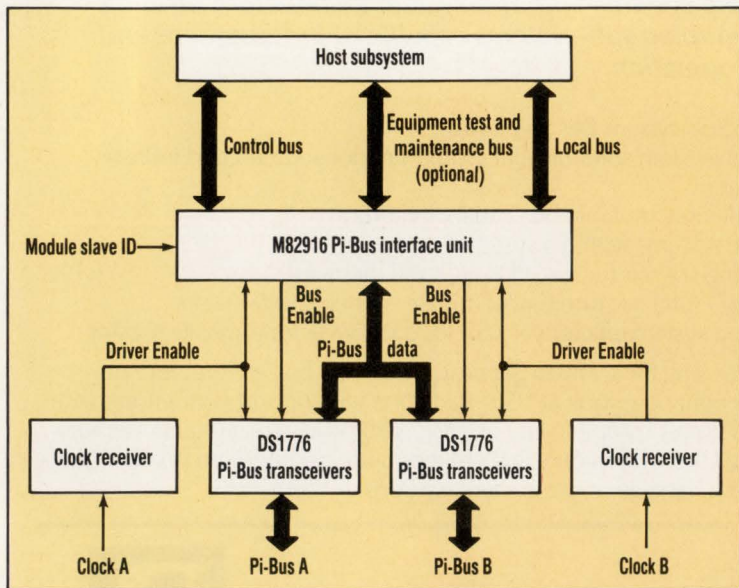 Host subsystem
Control bus
Equipment test and
maintenance bus
(optional)
Local bus
Module slave ID
M82916 Pi-Bus interface unit
Bus
Enable
Bus
Enable
Driver Enable
Pi-Bus data
Driver Enable
Clock receiver
DS1776
Pi-Bus transceivers
DS1776
Pi-Bus transceivers
Clock receiver
Clock A
Pi-Bus A
Pi-Bus B
Clock B